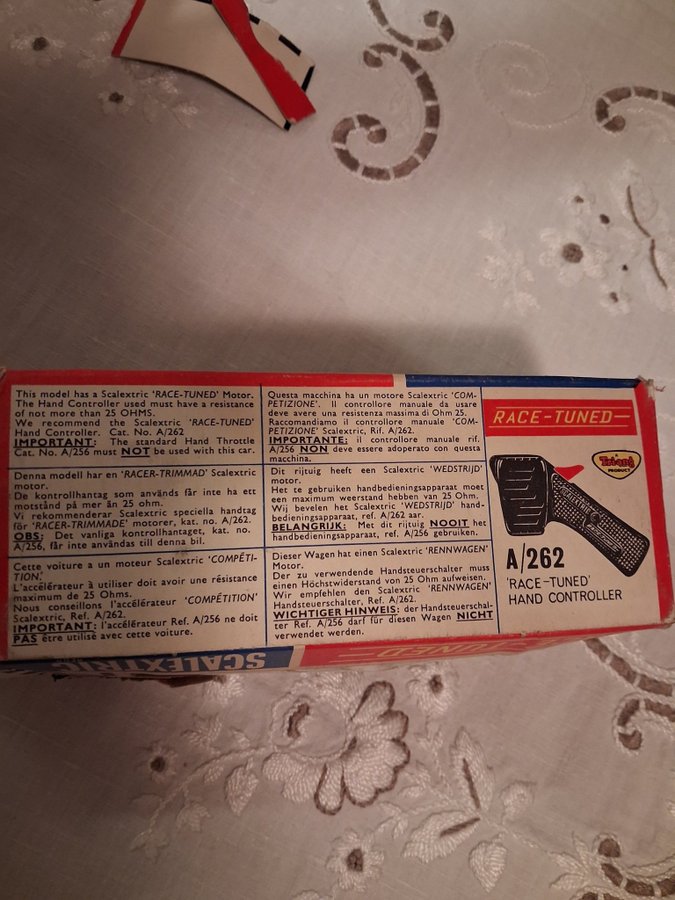 This model has a Scalextric 'RACE-TUNED' Motor.
The Hand Controller used must have a resistance
of not more than 25 OHMS.
We recommend the Scalextric 'RACE-TUNED'
Hand Controller. Cat. No. A/262
IMPORTANT: The standard Hand Throttle
Cat. No. A/256 must NOT be used with this car.
Denna modell har en 'RACER-TRIMMAD' Scalextric
motor.
De kontrollhantag som används får inte ha ett
motstånd på mer än 25 ohm.
Vi rekommenderar Scalextric speciella handtag
för 'RACER-TRIMMADE' motorer, kat. no. A/262.
OBS: Det vanliga kontrollhantaget, kat. no.
A/256, får inte användas till denna bil.
Cette voiture a un moteur Scalextric 'COMPÉTI-
TION'.
L'accélérateur à utiliser doit avoir une résistance
maximum de 25 Ohms.
Nous conseillons l'accélérateur 'COMPÉTITION'
Scalextric, Ref. A/262.
IMPORTANT: l'accélérateur Ref. A/256 ne doit
PAS être utilisé avec cette voiture.
Questa macchina ha un motore Scalextric 'COM-
PETIZIONE'. Il controllore manuale da usare
deve avere una resistenza massima di Ohm 25.
Raccomandiamo il controllore manuale 'COM-
PETIZIONE' Scalextric, Rif. A/262.
IMPORTANTE: il controllore manuale rif.
A/256 NON deve essere adoperato con questa
macchina.
Dit rijtuig heeft een Scalextric 'WEDSTRIJD'
motor.
Het te gebruiken handbedieningsapparaat moet
een maximum weerstand hebben van 25 Ohm.
Wij bevelen het Scalextric 'WEDSTRIJD' hand-
bedieningsapparaat, ref. A/262 aar.
BELANGRIJK: Met dit rijtuig NOOIT het
handbedieningsapparaat, ref. A/256 gebruiken.
Dieser Wagen hat einen Scalextric 'RENNWAGEN'
Motor.
Der zu verwendende Handsteuerschalter muss
einen Höchstwiderstand von 25 Ohm aufweisen.
Wir empfehlen den Scalextric 'RENNWAGEN'
Handsteuerschalter, Ref. A/262.
WICHTIGER HINWEIS: der Handsteuerschal-
ter Ref. A/256 darf für diesen Wagen NICHT
verwendet werden.
RACE-TUNED
A
Tri-ang
PRODUCT
SCALEXTRIC
A/262
'RACE-TUNED'
HAND CONTROLLER
SCALEXTRIC
TUNED